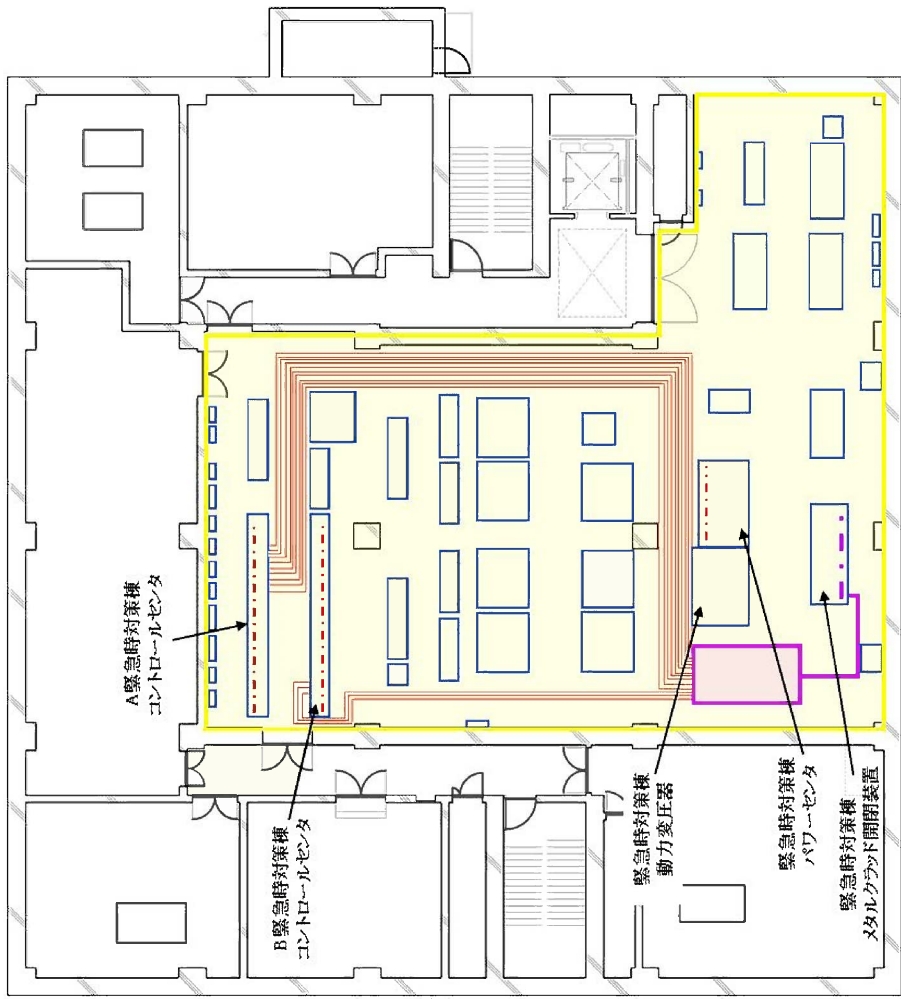 A緊急時対策棟
コントロールセンタ
B緊急時対策棟
コントロールセンタ
緊急時対策棟
動力変圧器
緊急時対策棟
パワーセンタ
緊急時対策棟
メタルクラッド開閉装置